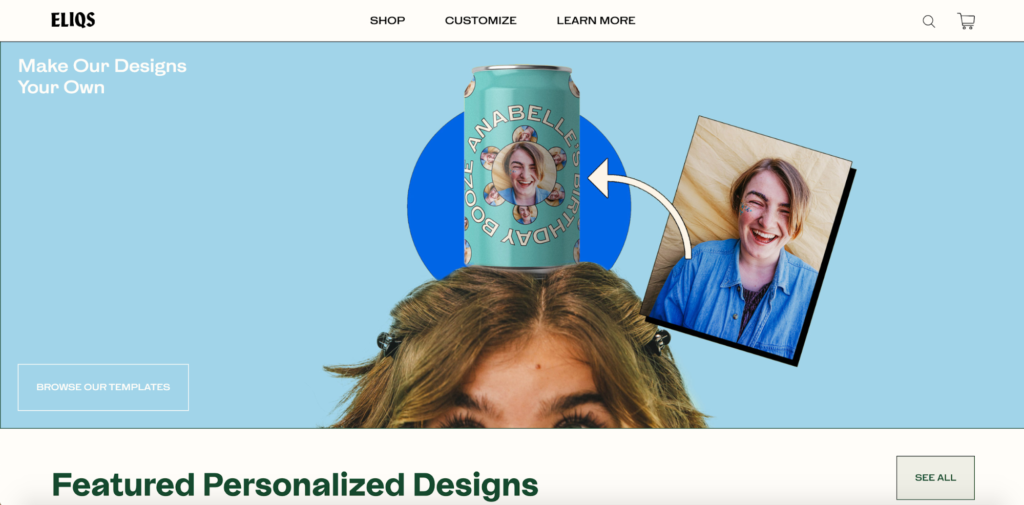 ELIQS
SHOP
CUSTOMIZE
LEARN MORE
Make Our Designs
Your Own
ANABELLE'S BIRTHDAY BOOZE
BROWSE OUR TEMPLATES
Featured Personalized Designs
SEE ALL